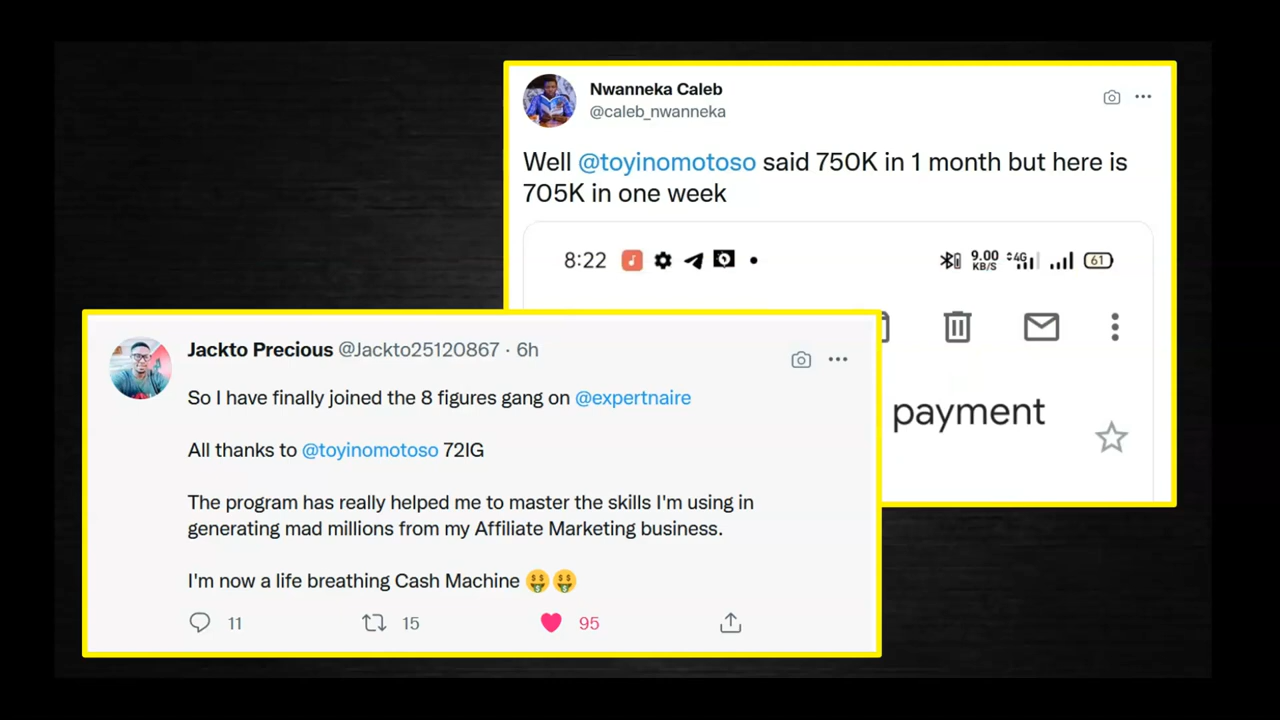 Nwanneka Caleb
@caleb_nwanneka
Well @toyinomotoso said 750K in 1 month but here is
705K in one week
8:22 9.00 KB/S 4G 61
payment
Jackto Precious @Jackto25120867 · 6h
So I have finally joined the 8 figures gang on @expertnaire
All thanks to @toyinomotoso 72IG
The program has really helped me to master the skills I'm using in
generating mad millions from my Affiliate Marketing business.
I'm now a life breathing Cash Machine 🤑🤑
11 15 95